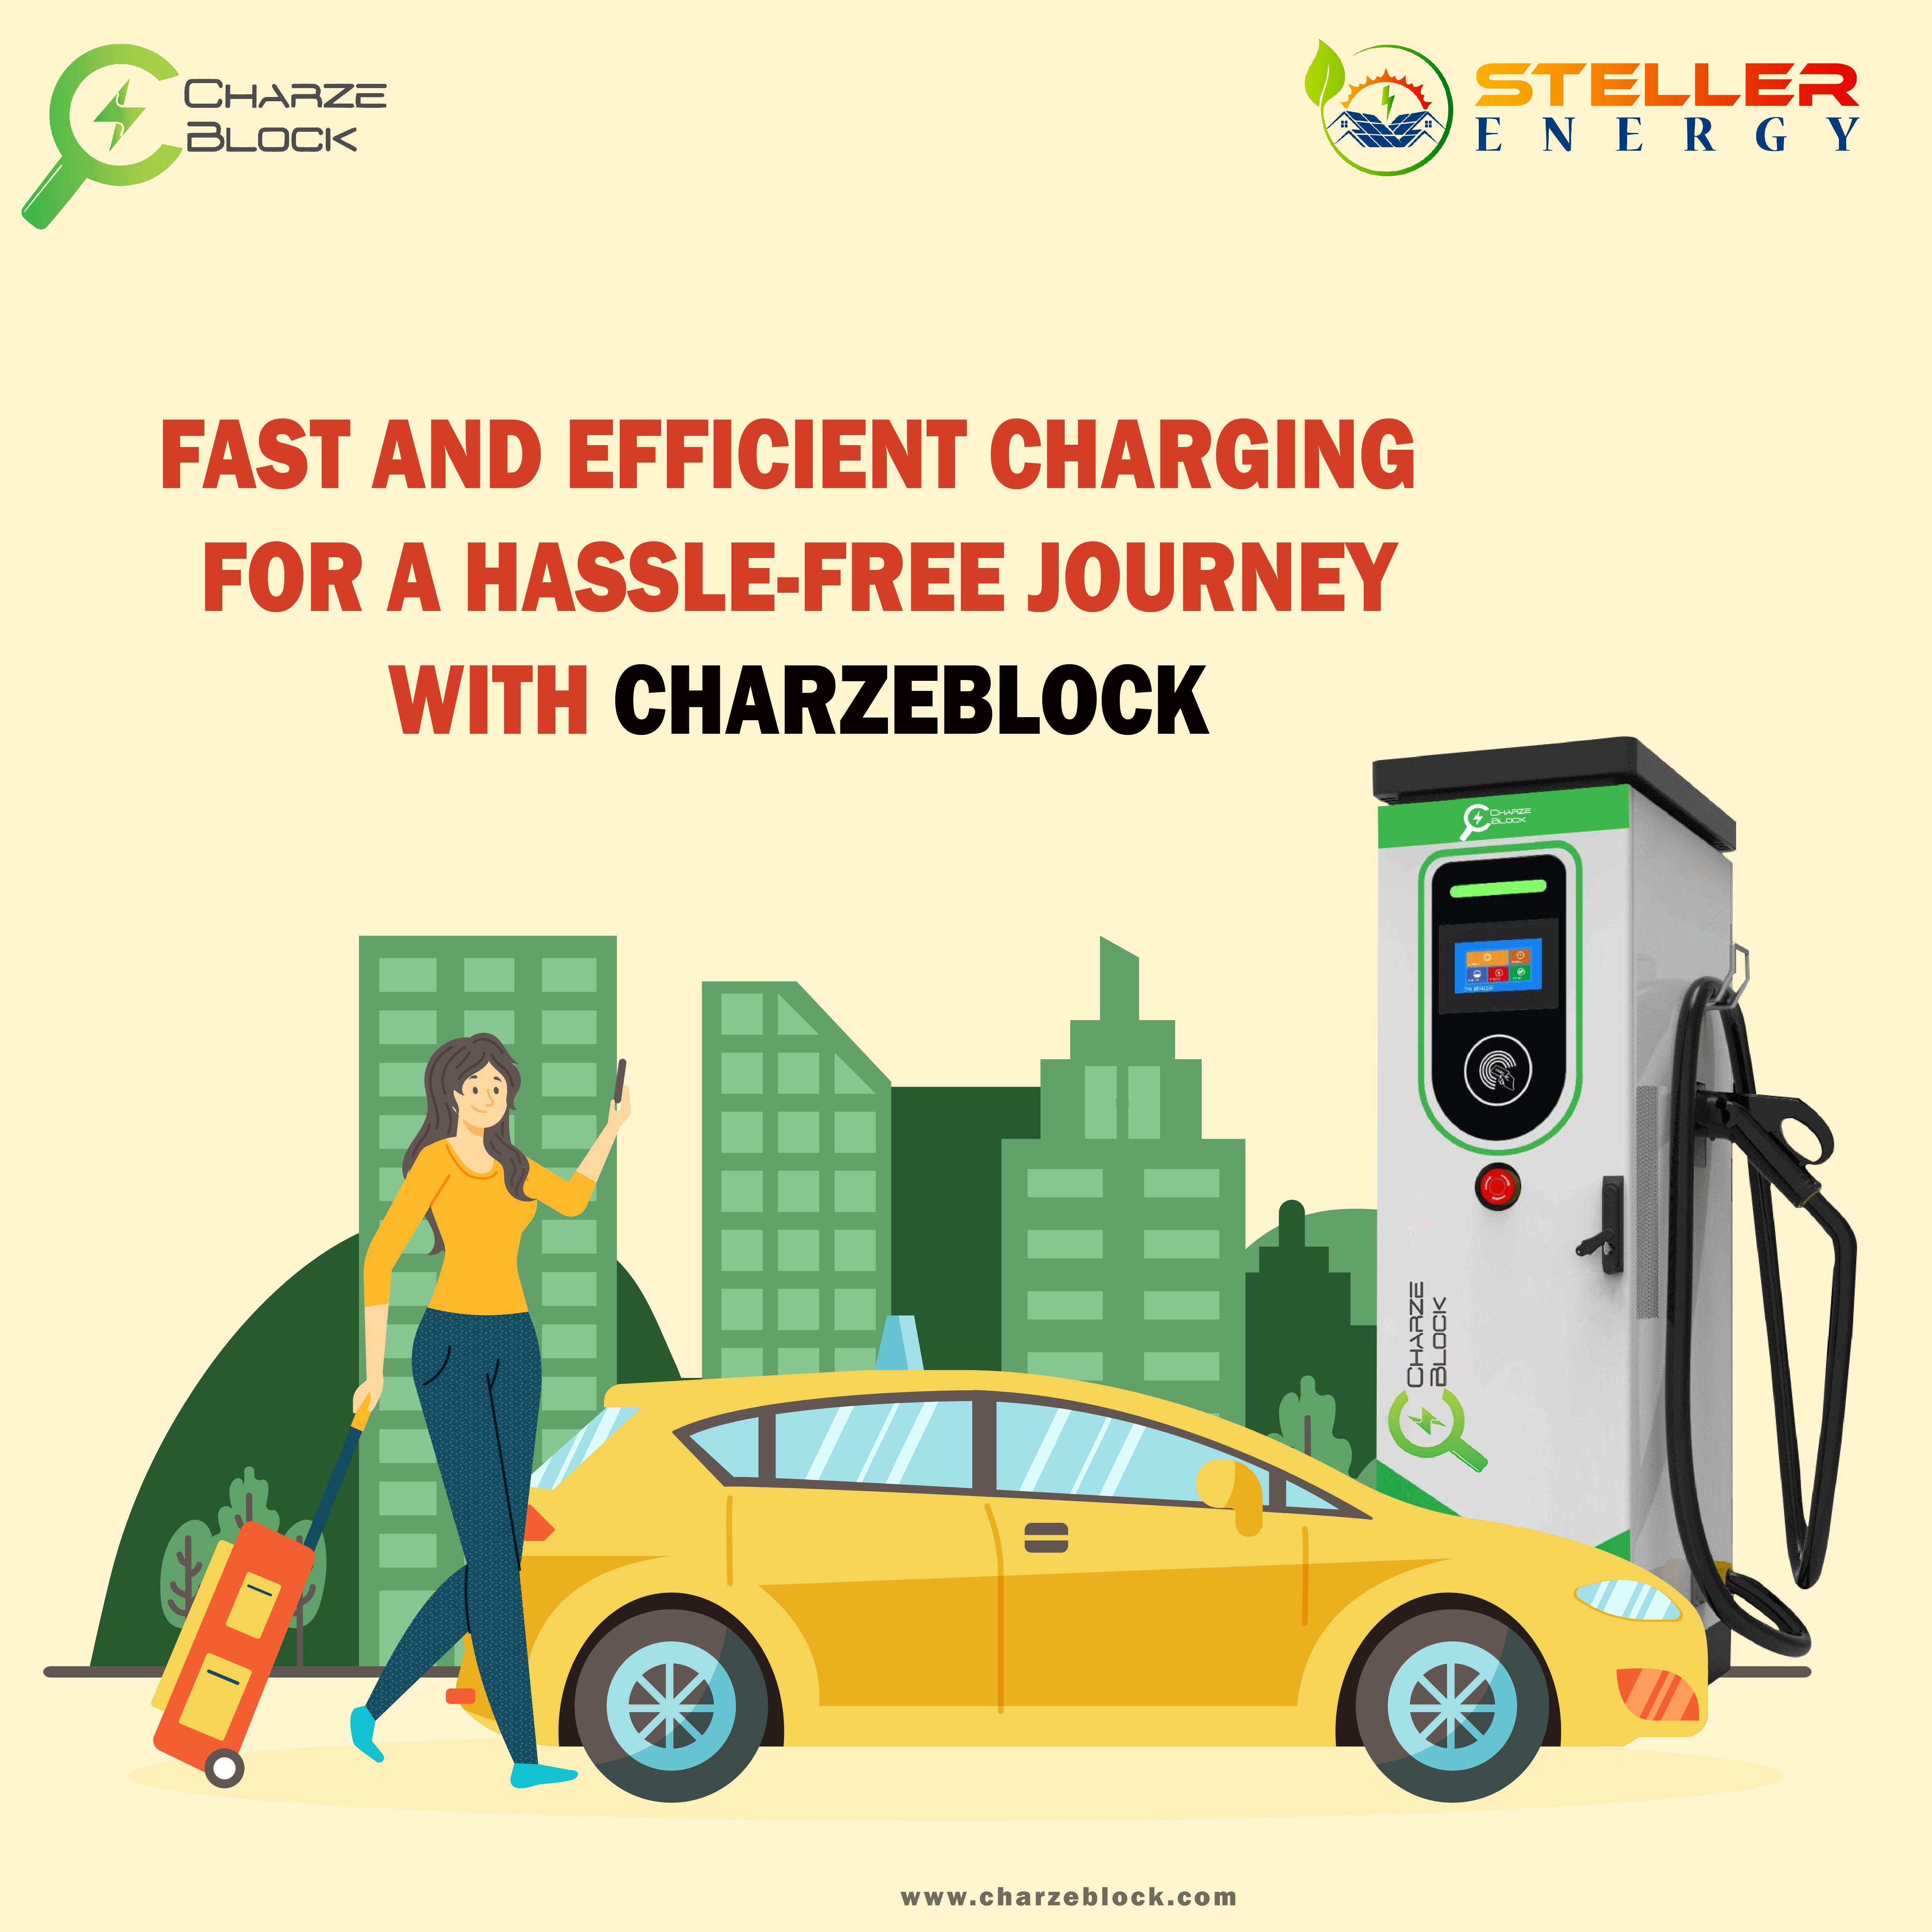 CHARZE
BLOCK
STELLER
ENERGY
FAST AND EFFICIENT CHARGING
FOR A HASSLE-FREE JOURNEY
WITH CHARZEBLOCK
CHARZE
BLOCK
CHARZE
BLOCK
www.charzeblock.com